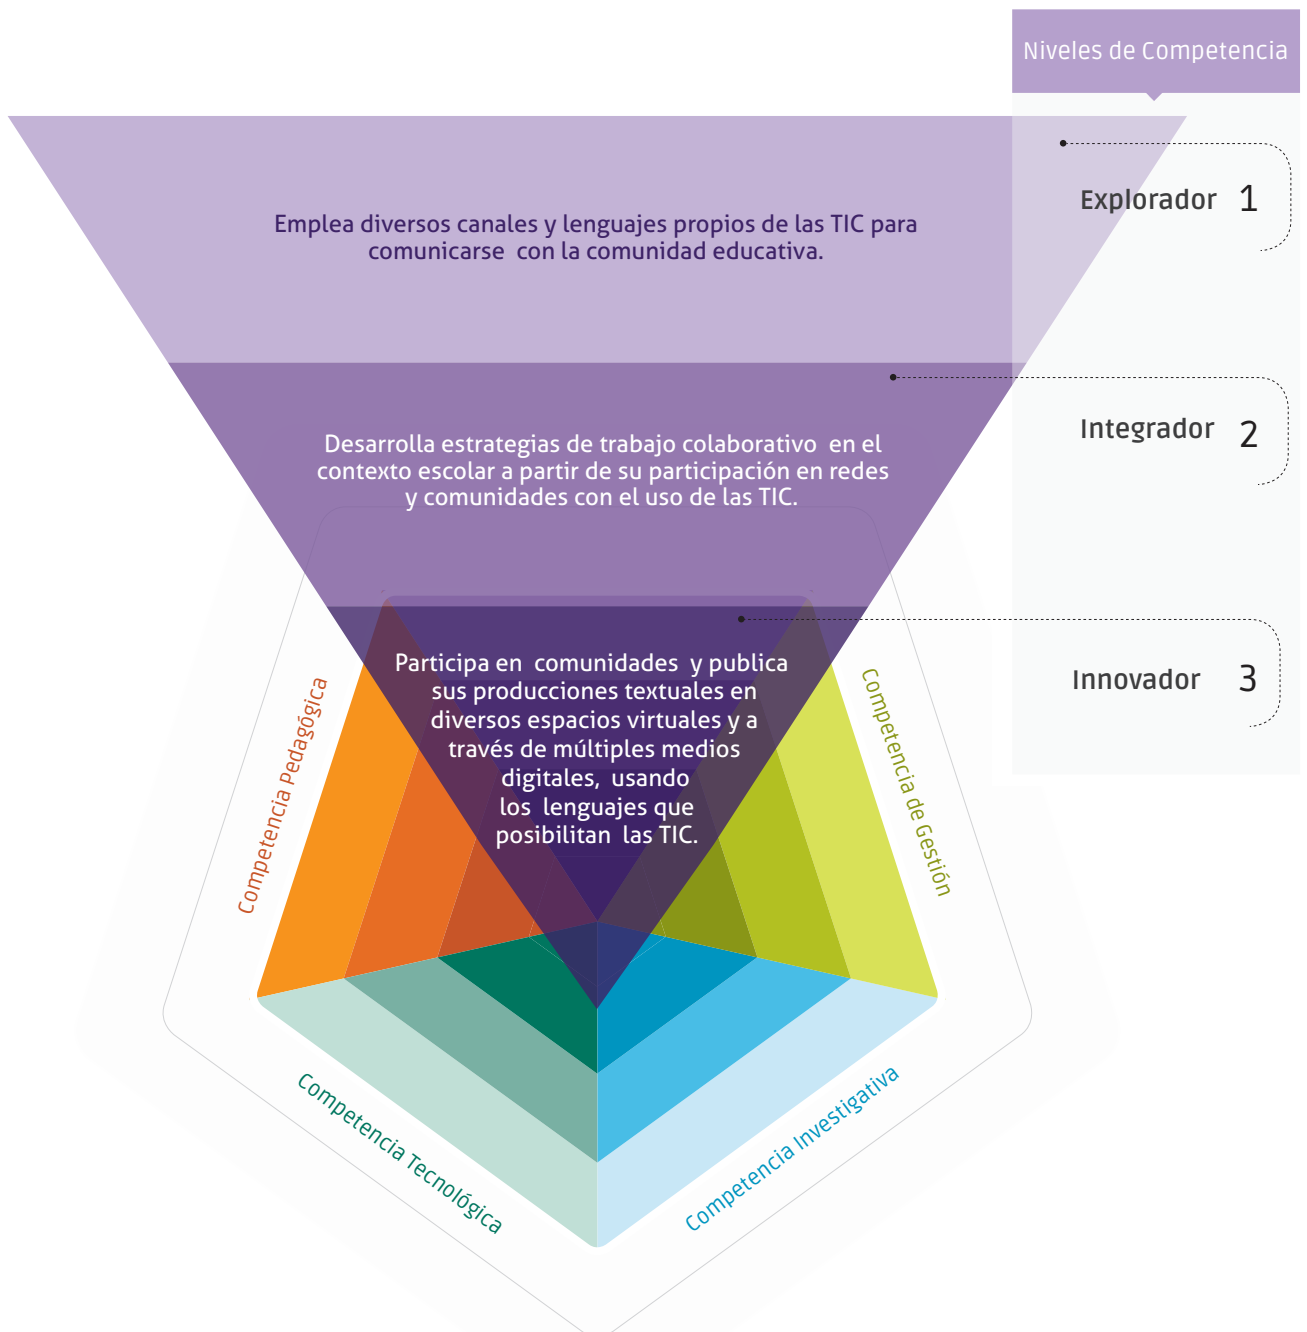 Niveles de Competencia
Emplea diversos canales y lenguajes propios de las TIC para
comunicarse con la comunidad educativa.
Explorador 1
Desarrolla estrategias de trabajo colaborativo en el
contexto escolar a partir de su participación en redes
y comunidades con el uso de las TIC.
Integrador 2
Participa en comunidades y publica
sus producciones textuales en
diversos espacios virtuales y a
través de múltiples medios
digitales, usando
los lenguajes que
posibilitan las TIC.
Innovador 3
Competencia Pedagógica
Competencia de Gestión
Competencia Tecnológica
Competencia Investigativa